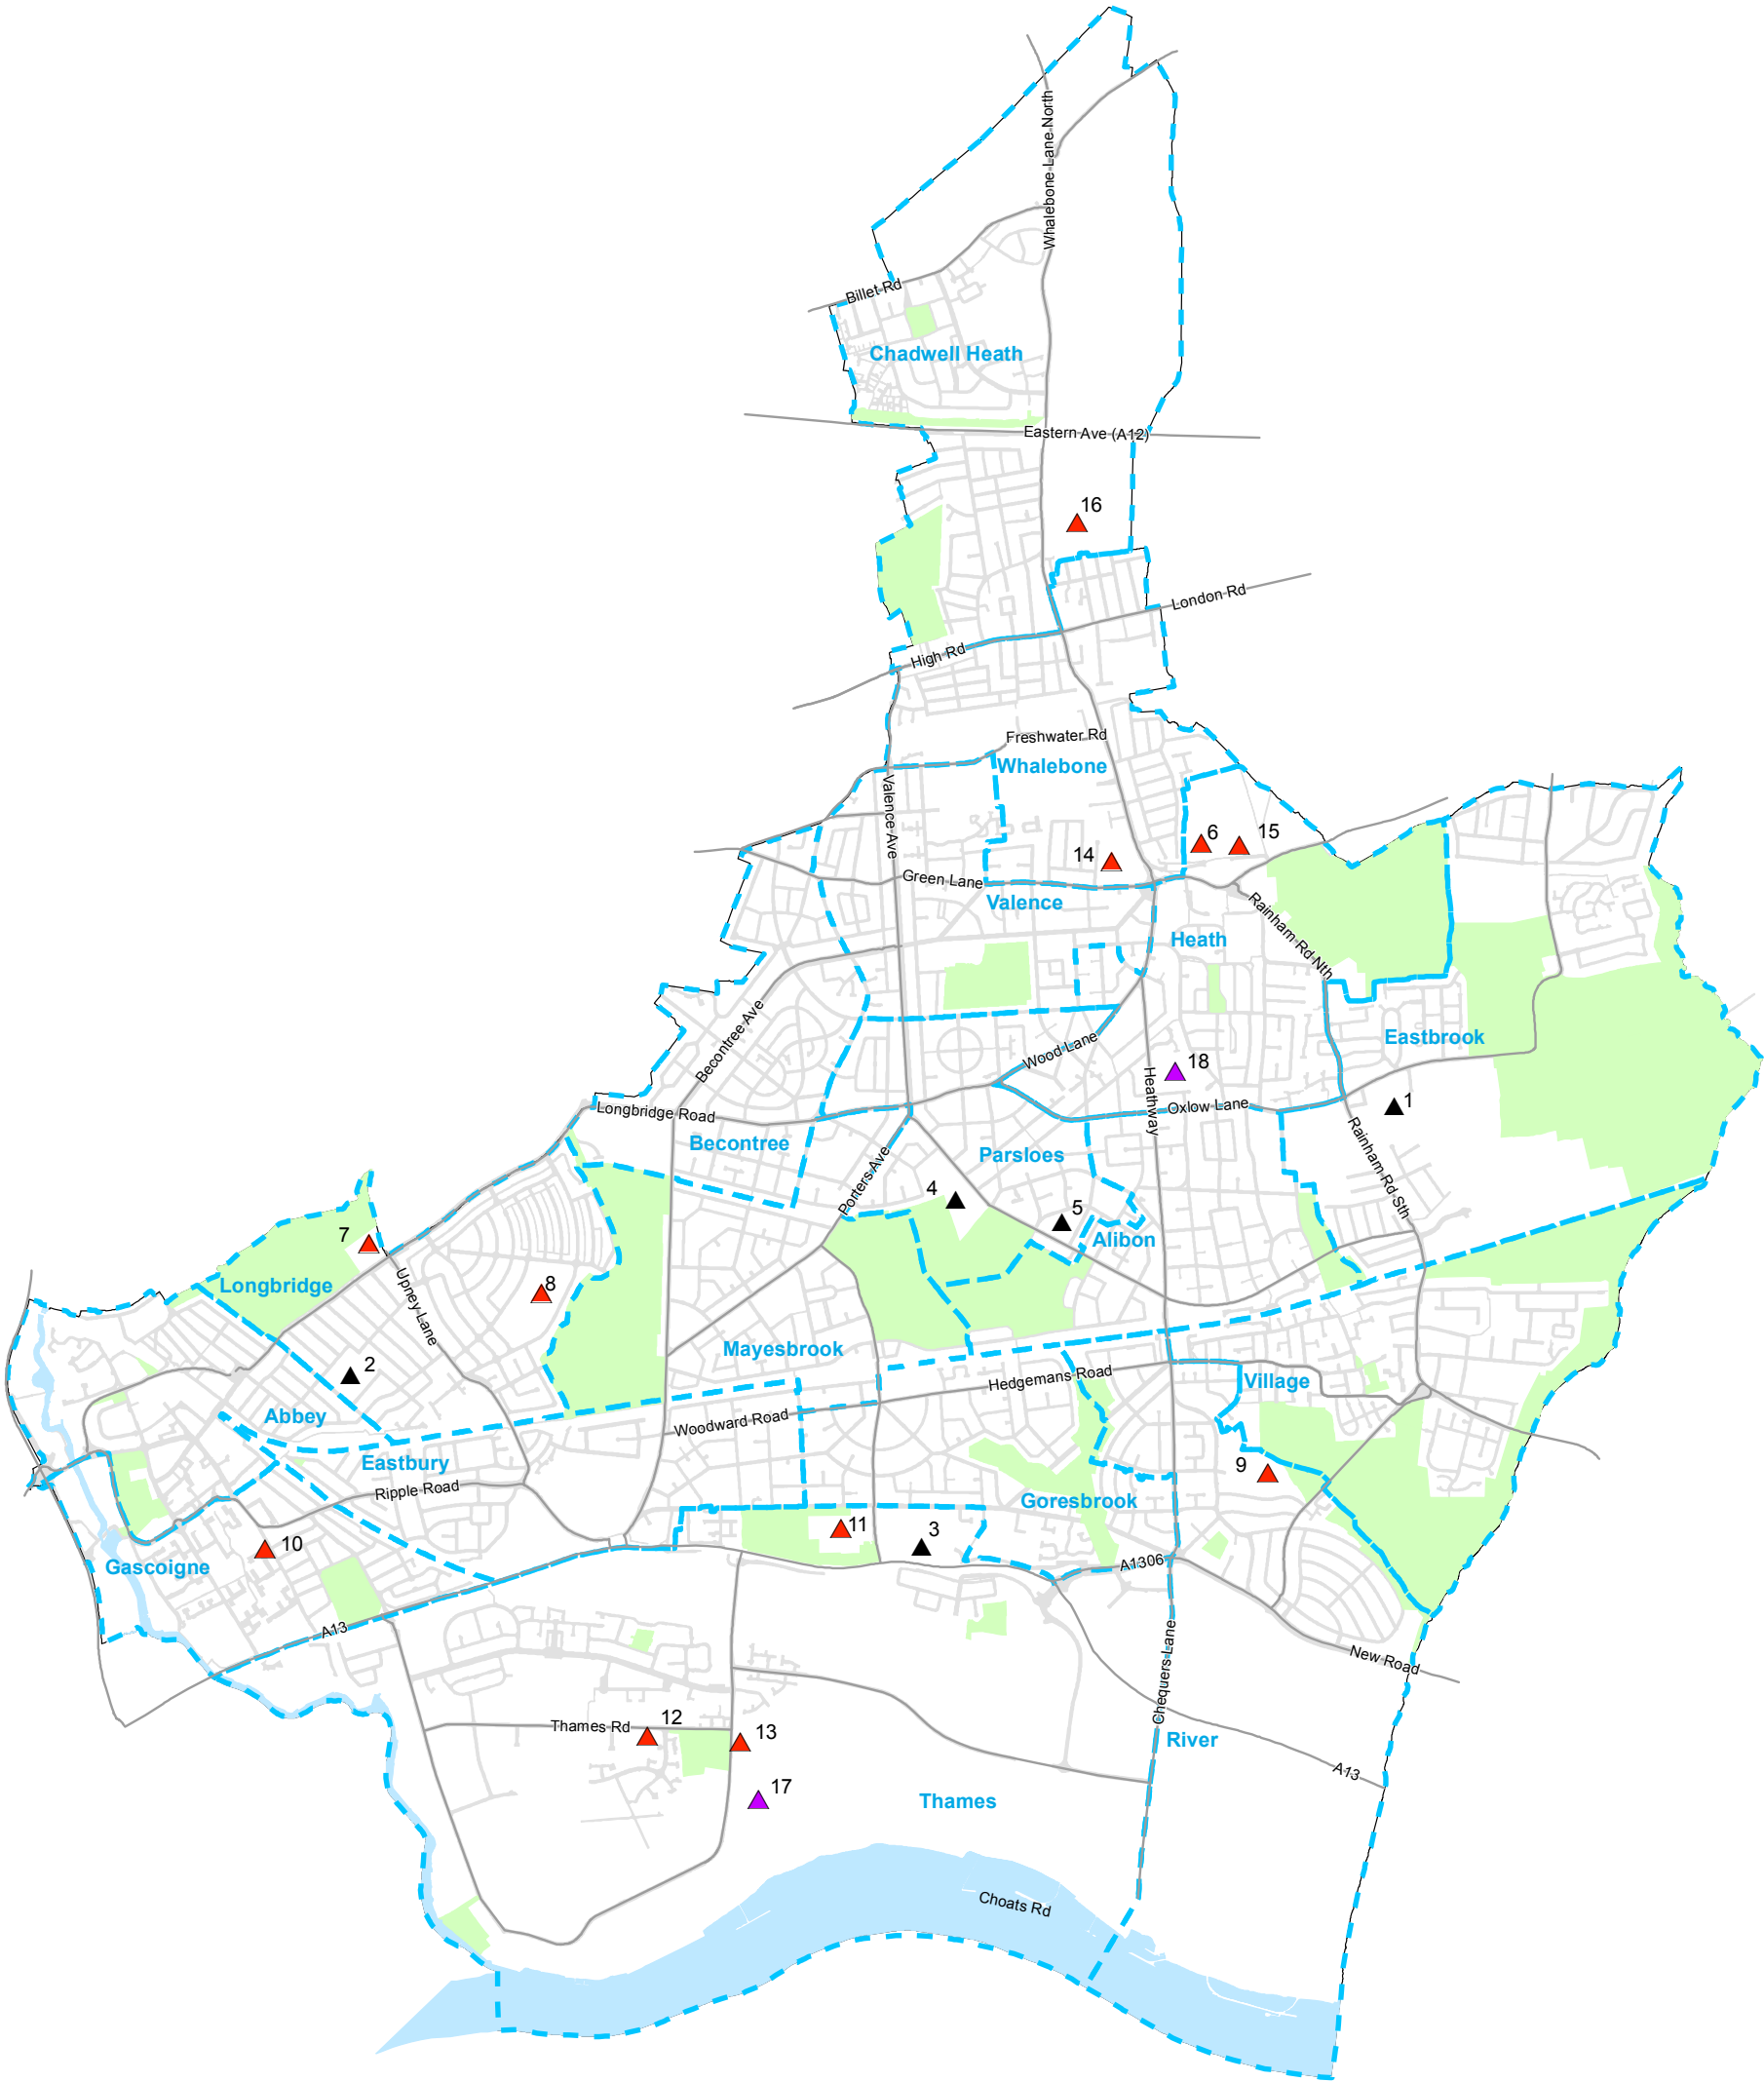 Whalebone Lane North
Billet Rd
Chadwell Heath
Eastern Ave (A12)
16
London Rd
High Rd
Freshwater Rd
Whalebone
Valence Ave
6
15
14
Green Lane
Valence
Rainham Rd Nth
Heath
Eastbrook
Becontree Ave
Wood Lane
18
Heathway
1
Longbridge Road
Oxlow Lane
Becontree
Parsloes
Porters Ave
Rainham Rd Sth
4
5
7
Alibon
Longbridge
8
Upney Lane
Mayesbrook
2
Hedgemans Road
Village
Abbey
Woodward Road
Eastbury
9
Ripple Road
Goresbrook
11
3
10
Gascoigne
A1306
A13
New Road
Chequers Lane
12
Thames Rd
13
River
A13
17
Thames
Choats Rd